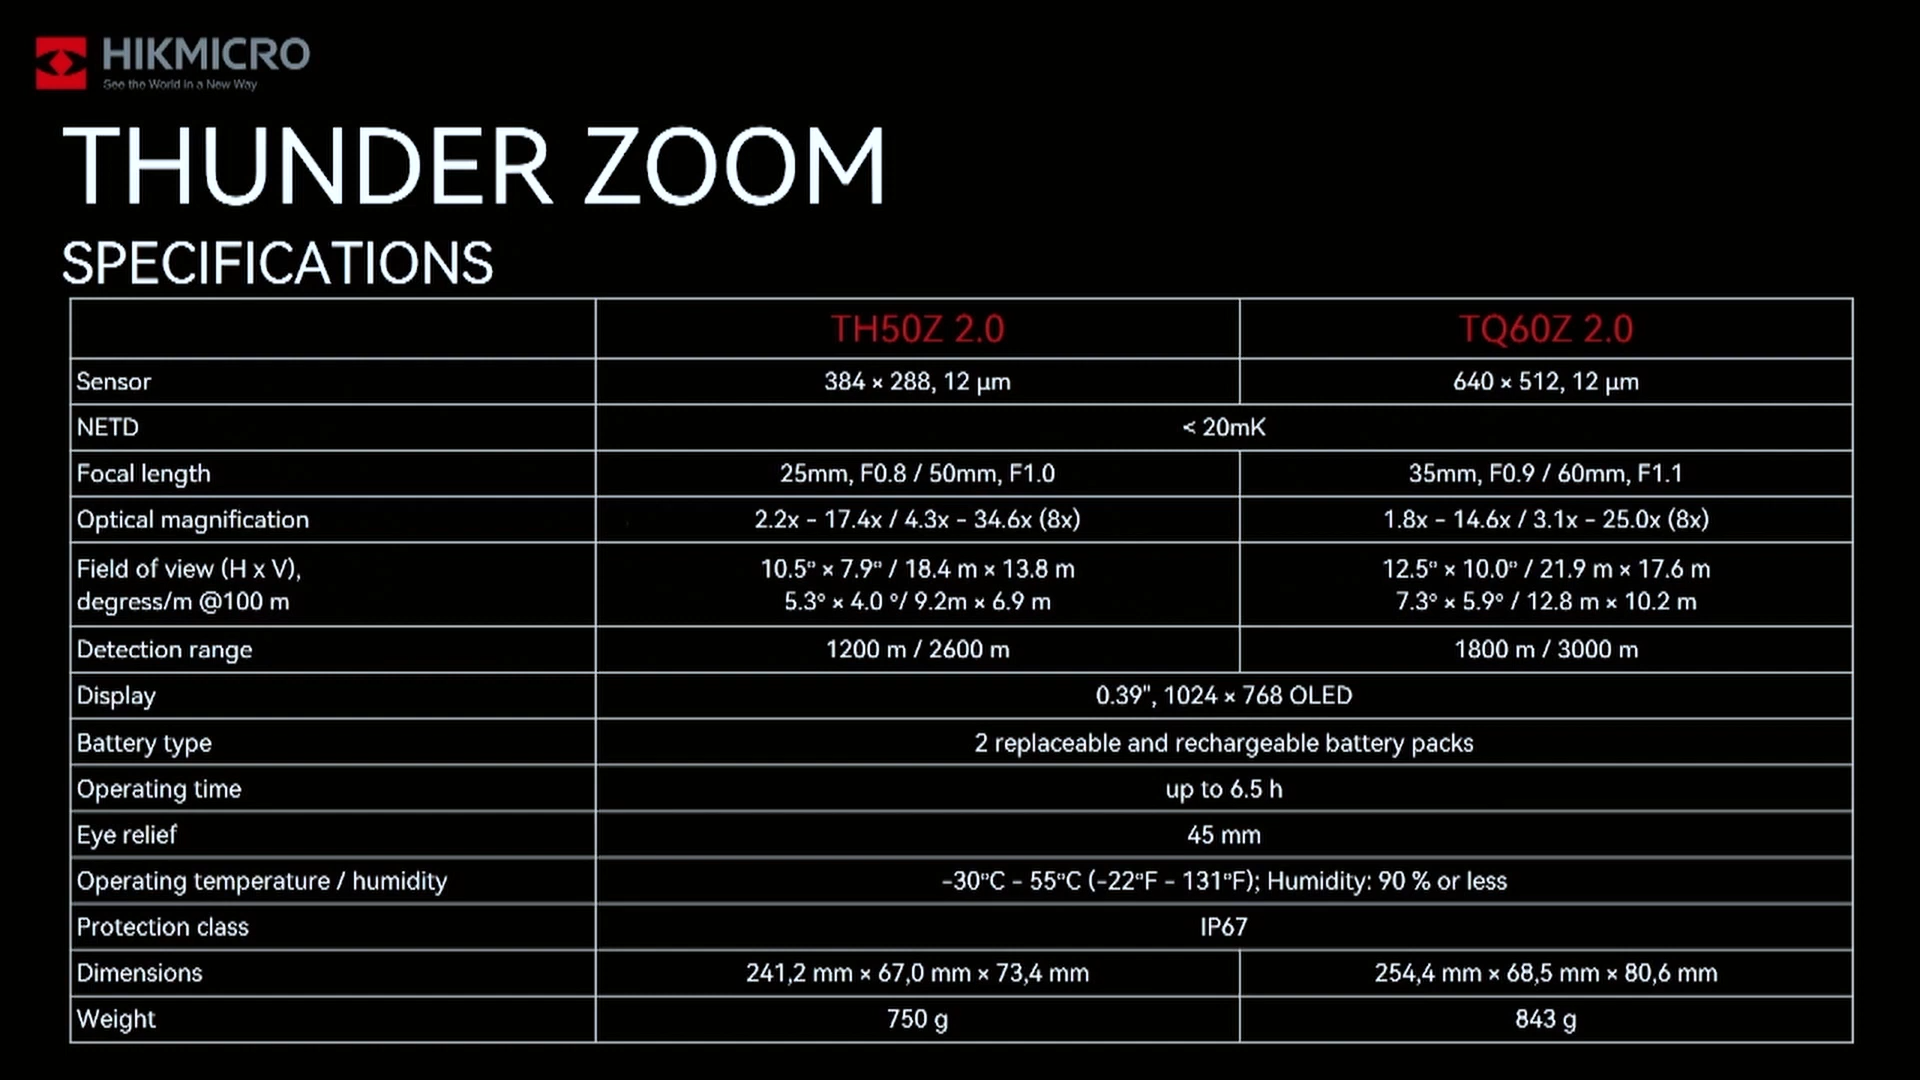 HIKMICRO
See the World in a New Way
THUNDER ZOOM
SPECIFICATIONS
TH50Z 2.0 TQ60Z 2.0
Sensor 384 × 288, 12 μm 640 × 512, 12 μm
NETD < 20mK
Focal length 25mm, F0.8 / 50mm, F1.0 35mm, F0.9 / 60mm, F1.1
Optical magnification 2.2x – 17.4x / 4.3x – 34.6x (8x) 1.8x – 14.6x / 3.1x – 25.0x (8x)
Field of view (H x V), 10.5° × 7.9° / 18.4 m × 13.8 m 12.5° × 10.0° / 21.9 m × 17.6 m
degress/m @100 m 5.3° × 4.0 °/ 9.2m × 6.9 m 7.3° × 5.9° / 12.8 m × 10.2 m
Detection range 1200 m / 2600 m 1800 m / 3000 m
Display 0.39", 1024 × 768 OLED
Battery type 2 replaceable and rechargeable battery packs
Operating time up to 6.5 h
Eye relief 45 mm
Operating temperature / humidity -30°C – 55°C (-22°F – 131°F); Humidity: 90 % or less
Protection class IP67
Dimensions 241,2 mm × 67,0 mm × 73,4 mm 254,4 mm × 68,5 mm × 80,6 mm
Weight 750 g 843 g